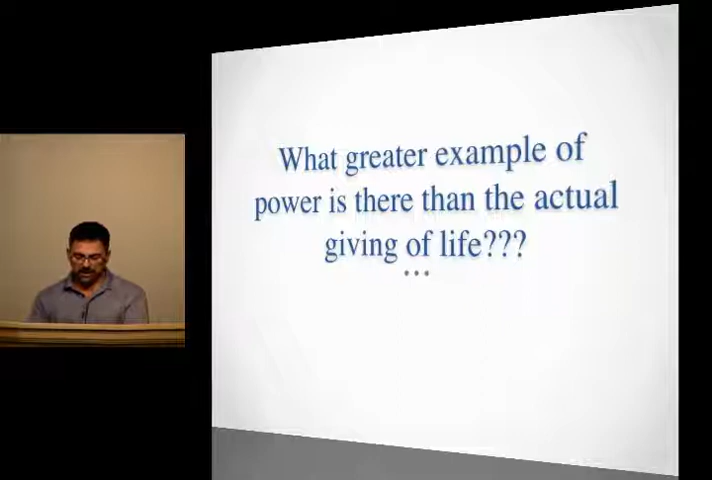 What greater example of
power is there than the actual
giving of life???
...